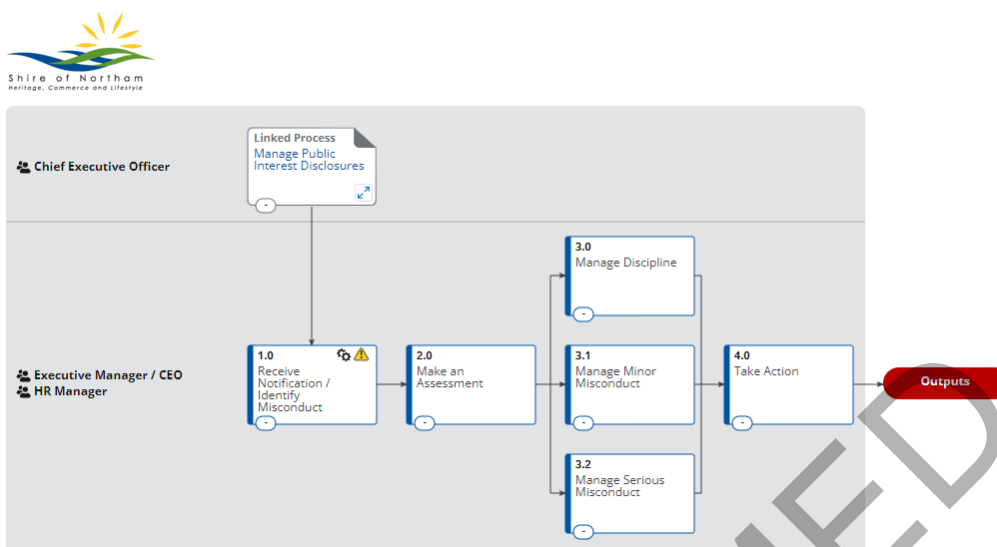 Shire of Northam
Heritage, Commerce and Lifestyle
Chief Executive Officer
Linked Process
Manage Public
Interest Disclosures
-
Executive Manager / CEO
HR Manager
1.0
Receive
Notification /
Identify
Misconduct
-
2.0
Make an
Assessment
-
3.0
Manage Discipline
-
3.1
Manage Minor
Misconduct
-
3.2
Manage Serious
Misconduct
-
4.0
Take Action
-
Outputs
MED